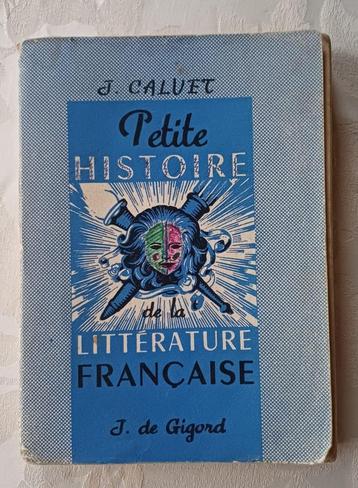 J. CALVET
Petite
HISTOIRE
de la
LITTÉRATURE
FRANÇAISE
J. de Gigord